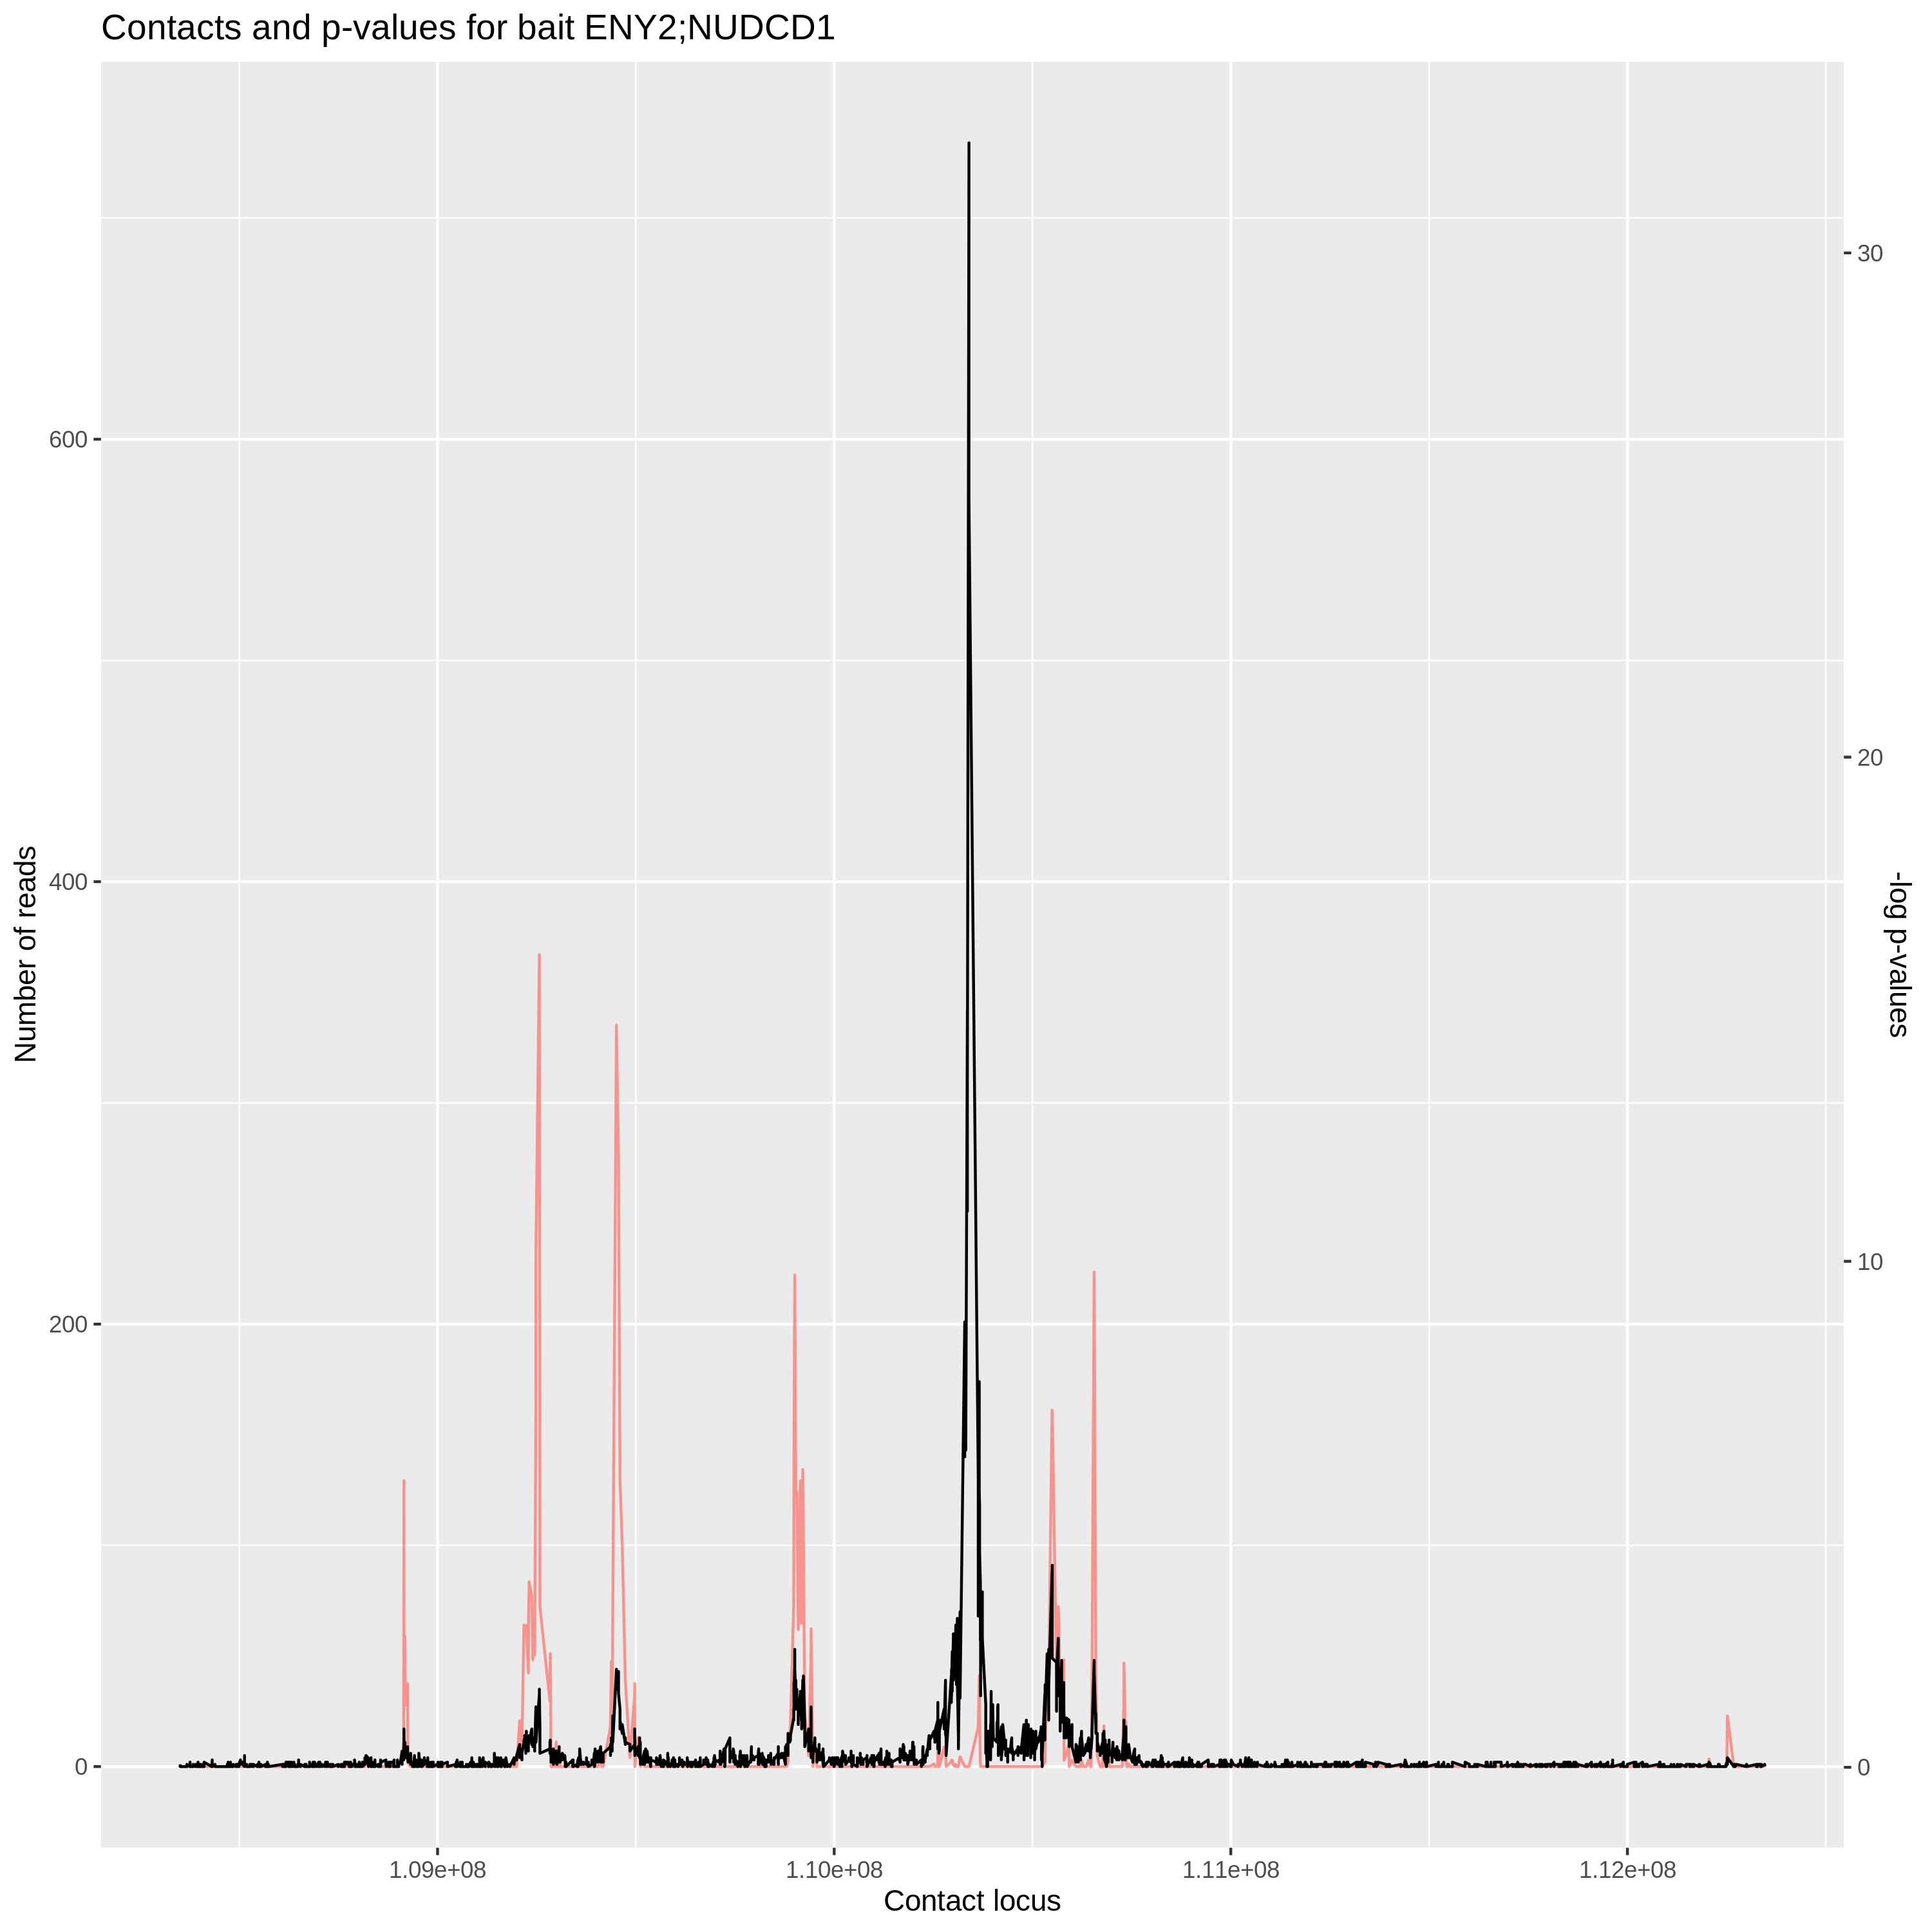 Contacts and p-values for bait ENY2;NUDCD1
Number of reads
600
400
200
0
30
20
10
0
-log p-values
1.09e+08
1.10e+08
1.11e+08
1.12e+08
Contact locus